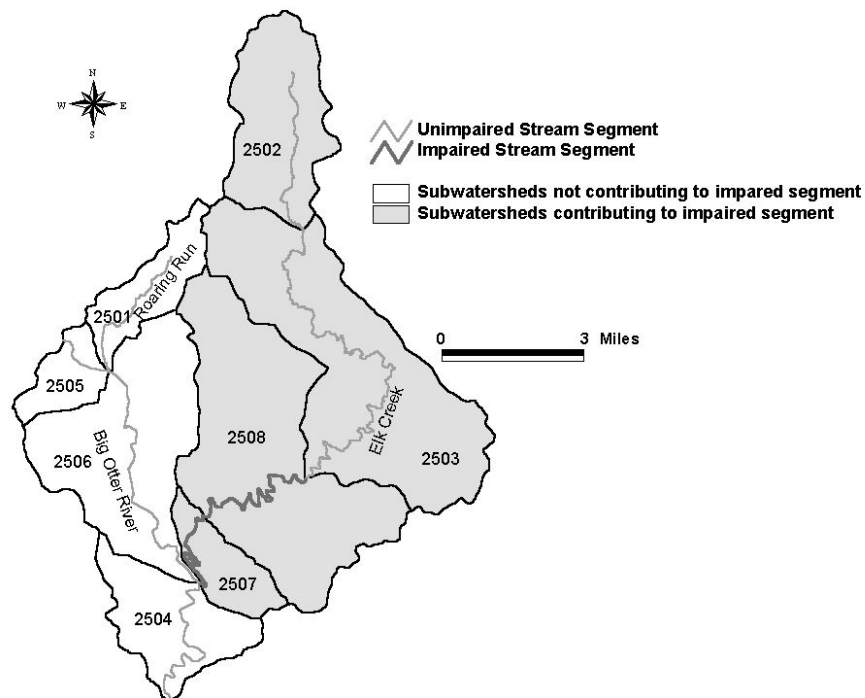 N
W E
S
2502
Unimpaired Stream Segment
Impaired Stream Segment
Subwatersheds not contributing to impared segment
Subwatersheds contributing to impaired segment
Roaring Run
2501
0 3 Miles
2505
2506
Big Otter River
2508
Elk Creek
2503
2507
2504